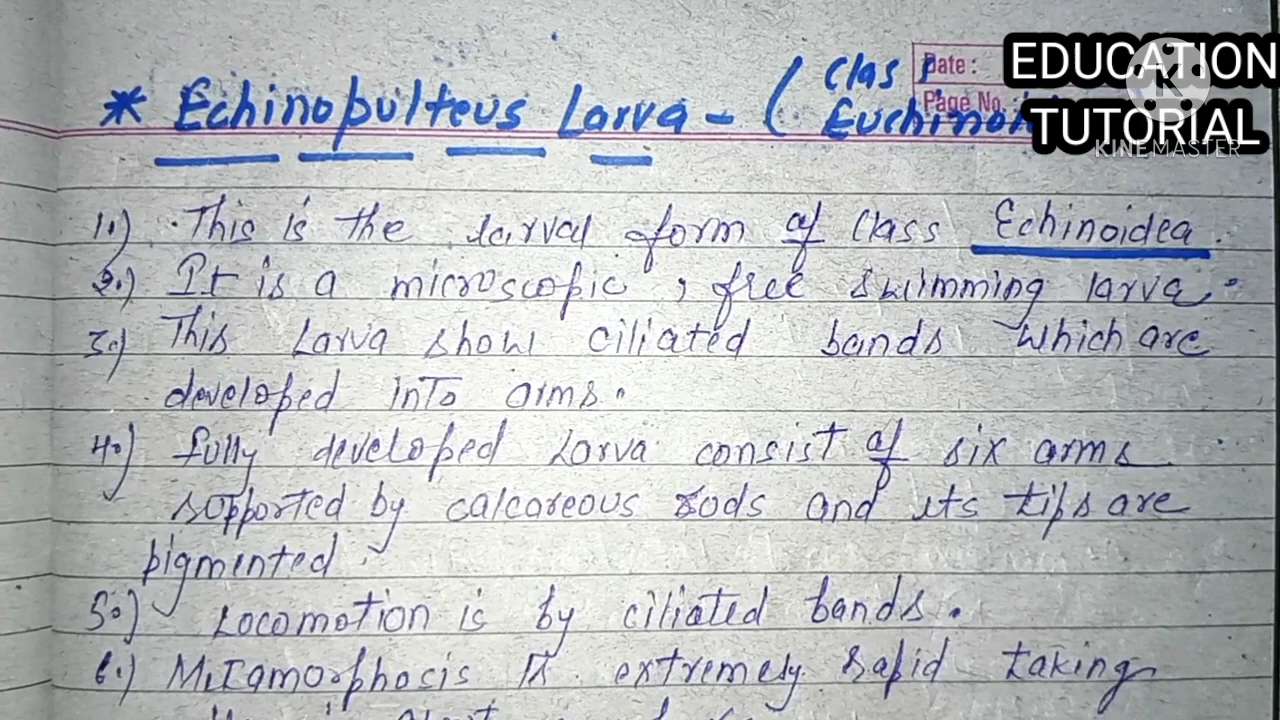 EDUCATION
TUTORIAL
KINEMASTER
Date:
Page No.
* Echinopulteus Larva - ( Class
1.) This is the larval form of class Echinoidea.
2.) It is a microscopic, free swimming larva.
3.) This Larva show ciliated bands which are
developed into arms.
4.) fully developed Larva consist of six arms
supported by calcareous rods and its tips are
pigmented.
5.) Locomotion is by ciliated bands.
6.) Metamorphosis is extremely rapid taking